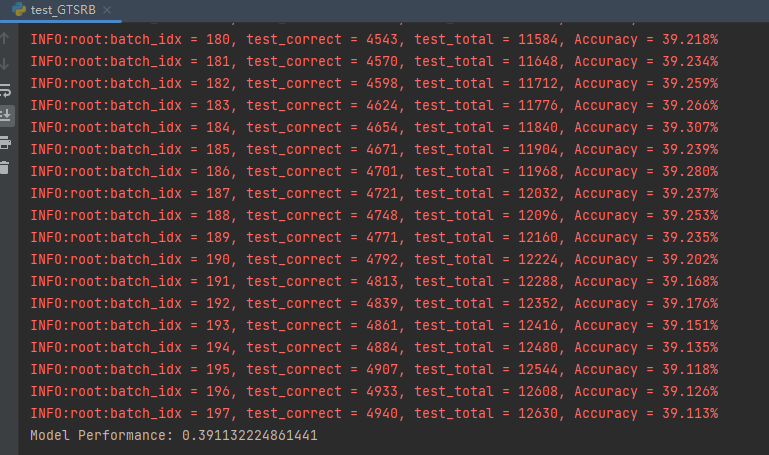 test_GTSRB
INFO:root:batch_idx = 180, test_correct = 4543, test_total = 11584, Accuracy = 39.218%
INFO:root:batch_idx = 181, test_correct = 4570, test_total = 11648, Accuracy = 39.234%
INFO:root:batch_idx = 182, test_correct = 4598, test_total = 11712, Accuracy = 39.259%
INFO:root:batch_idx = 183, test_correct = 4624, test_total = 11776, Accuracy = 39.266%
INFO:root:batch_idx = 184, test_correct = 4654, test_total = 11840, Accuracy = 39.307%
INFO:root:batch_idx = 185, test_correct = 4671, test_total = 11904, Accuracy = 39.239%
INFO:root:batch_idx = 186, test_correct = 4701, test_total = 11968, Accuracy = 39.280%
INFO:root:batch_idx = 187, test_correct = 4721, test_total = 12032, Accuracy = 39.237%
INFO:root:batch_idx = 188, test_correct = 4748, test_total = 12096, Accuracy = 39.253%
INFO:root:batch_idx = 189, test_correct = 4771, test_total = 12160, Accuracy = 39.235%
INFO:root:batch_idx = 190, test_correct = 4792, test_total = 12224, Accuracy = 39.202%
INFO:root:batch_idx = 191, test_correct = 4813, test_total = 12288, Accuracy = 39.168%
INFO:root:batch_idx = 192, test_correct = 4839, test_total = 12352, Accuracy = 39.176%
INFO:root:batch_idx = 193, test_correct = 4861, test_total = 12416, Accuracy = 39.151%
INFO:root:batch_idx = 194, test_correct = 4884, test_total = 12480, Accuracy = 39.135%
INFO:root:batch_idx = 195, test_correct = 4907, test_total = 12544, Accuracy = 39.118%
INFO:root:batch_idx = 196, test_correct = 4933, test_total = 12608, Accuracy = 39.126%
INFO:root:batch_idx = 197, test_correct = 4940, test_total = 12630, Accuracy = 39.113%
Model Performance: 0.391132224861441